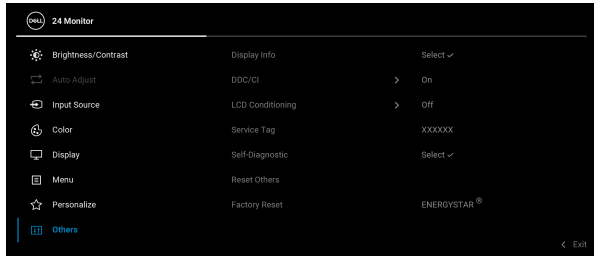 DELL 24 Monitor
Brightness/Contrast Display Info Select ✓
Auto Adjust DDC/CI > On
Input Source LCD Conditioning > Off
Color Service Tag XXXXXX
Display Self-Diagnostic Select ✓
Menu Reset Others
Personalize Factory Reset ENERGYSTAR ®
Others
< Exit